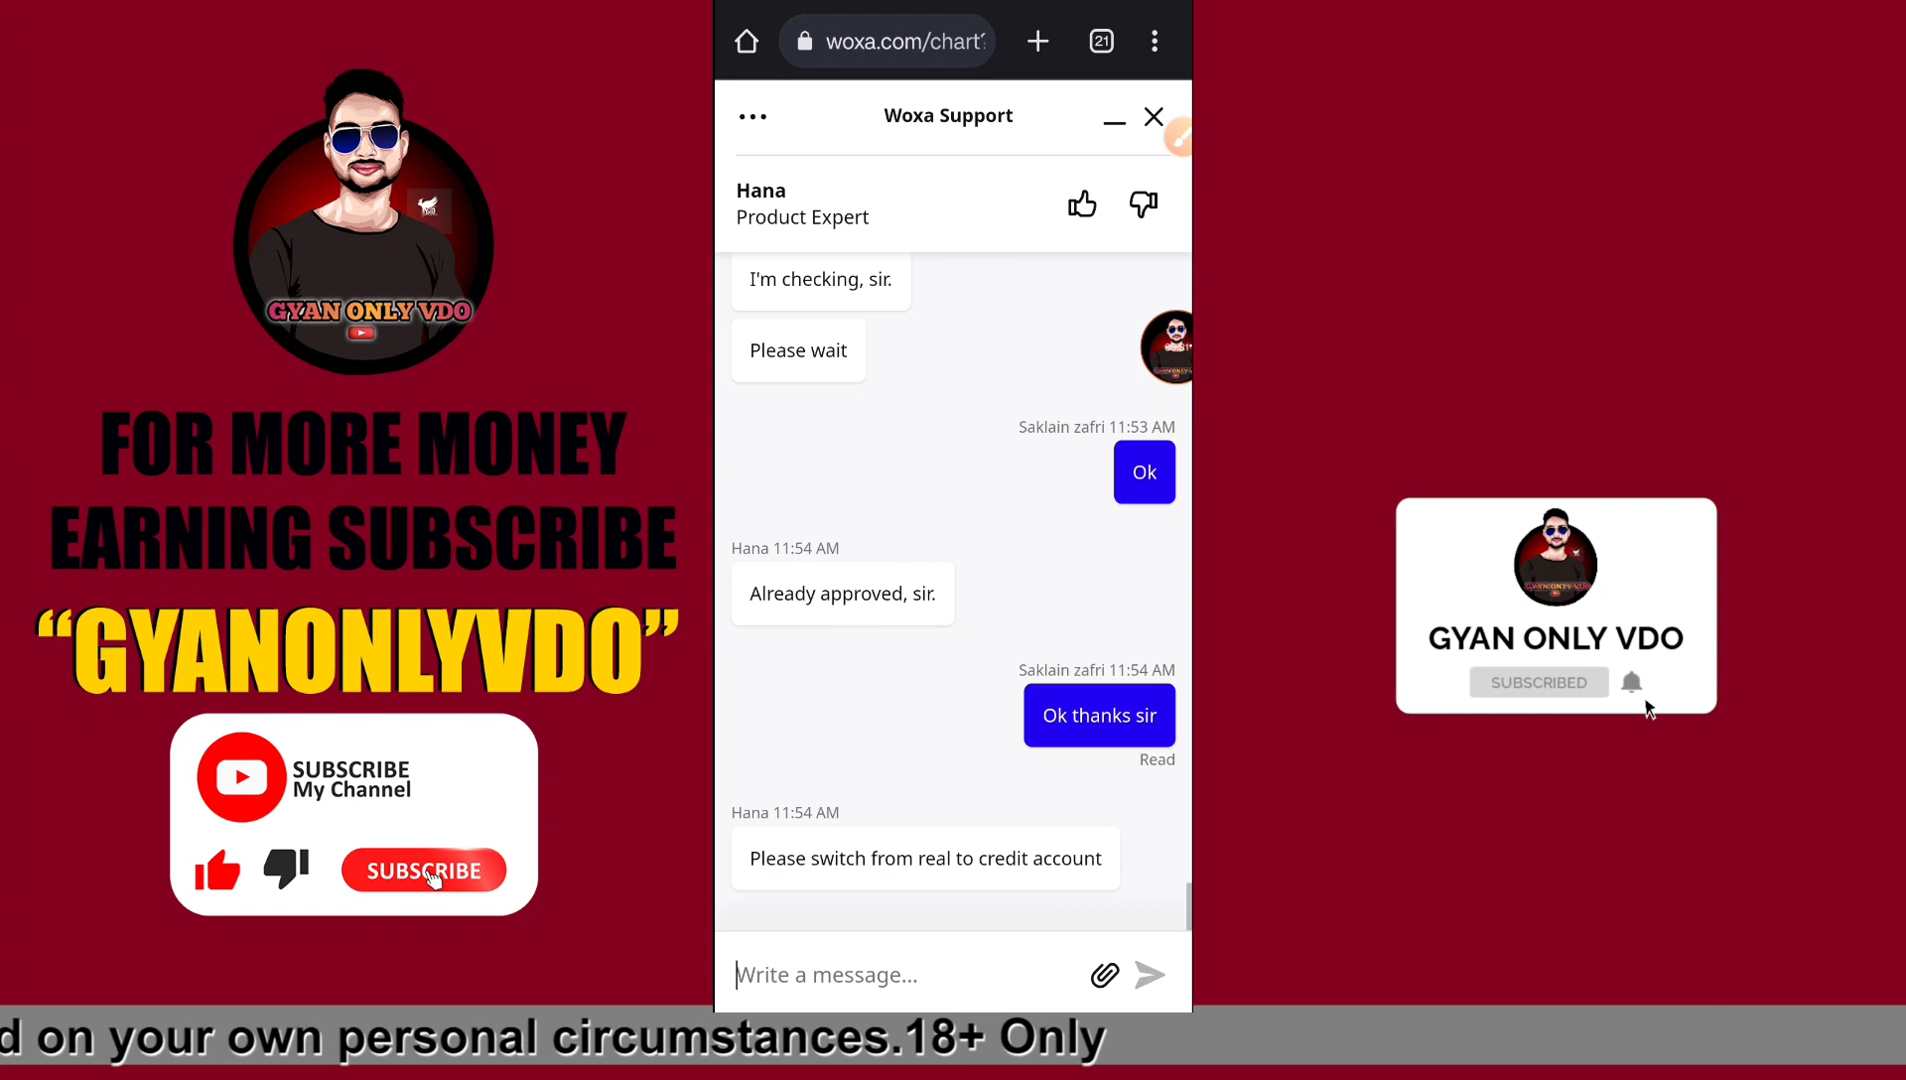 GYAN ONLY VDO
FOR MORE MONEY
EARNING SUBSCRIBE
“GYANONLYVDO”
SUBSCRIBE
My Channel
SUBSCRIBE
woxa.com/chart
21
Woxa Support
Hana
Product Expert
I'm checking, sir.
Please wait
Saklain zafri 11:53 AM
Ok
Hana 11:54 AM
Already approved, sir.
Saklain zafri 11:54 AM
Ok thanks sir
Read
Hana 11:54 AM
Please switch from real to credit account
Write a message...
GYAN ONLY VDO
GYAN ONLY VDO
SUBSCRIBED
d on your own personal circumstances.18+ Only